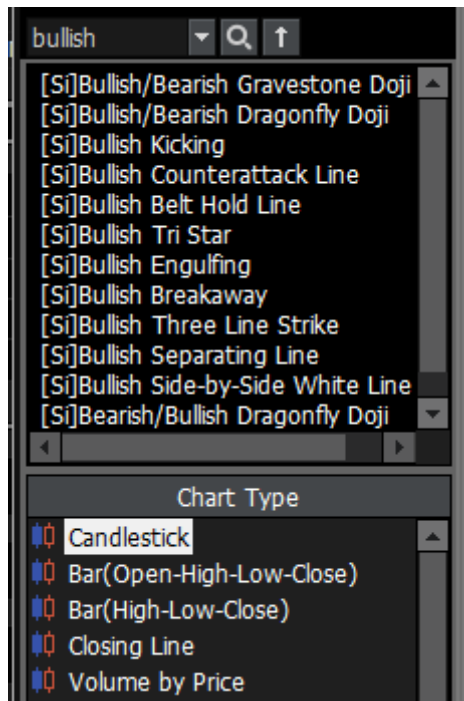 bullish
[Si]Bullish/Bearish Gravestone Doji
[Si]Bullish/Bearish Dragonfly Doji
[Si]Bullish Kicking
[Si]Bullish Counterattack Line
[Si]Bullish Belt Hold Line
[Si]Bullish Tri Star
[Si]Bullish Engulfing
[Si]Bullish Breakaway
[Si]Bullish Three Line Strike
[Si]Bullish Separating Line
[Si]Bullish Side-by-Side White Line
[Si]Bearish/Bullish Dragonfly Doji
Chart Type
Candlestick
Bar(Open-High-Low-Close)
Bar(High-Low-Close)
Closing Line
Volume by Price